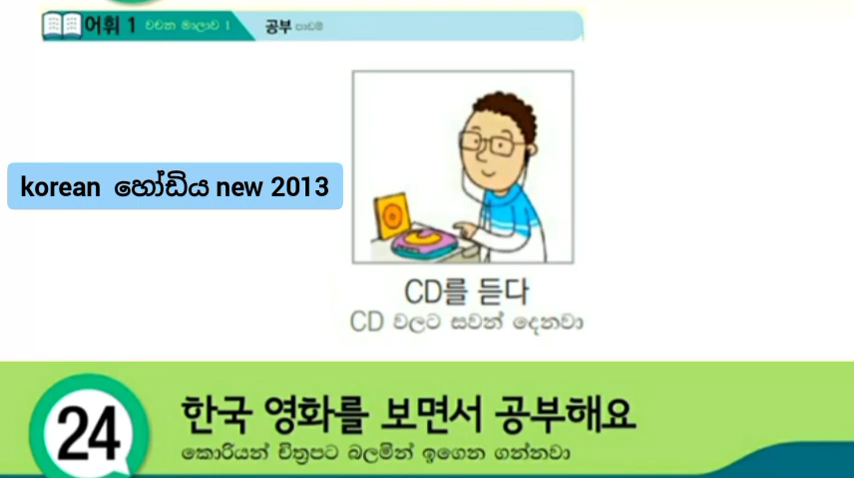 어휘 1 වචන මාලාව 1 공부 පාඩම්
korean හෝඩිය new 2013
CD를 듣다
CD වලට සවන් දෙනවා
24 한국 영화를 보면서 공부해요
කොරියන් චිත්‍රපට බලමින් ඉගෙන ගන්නවා